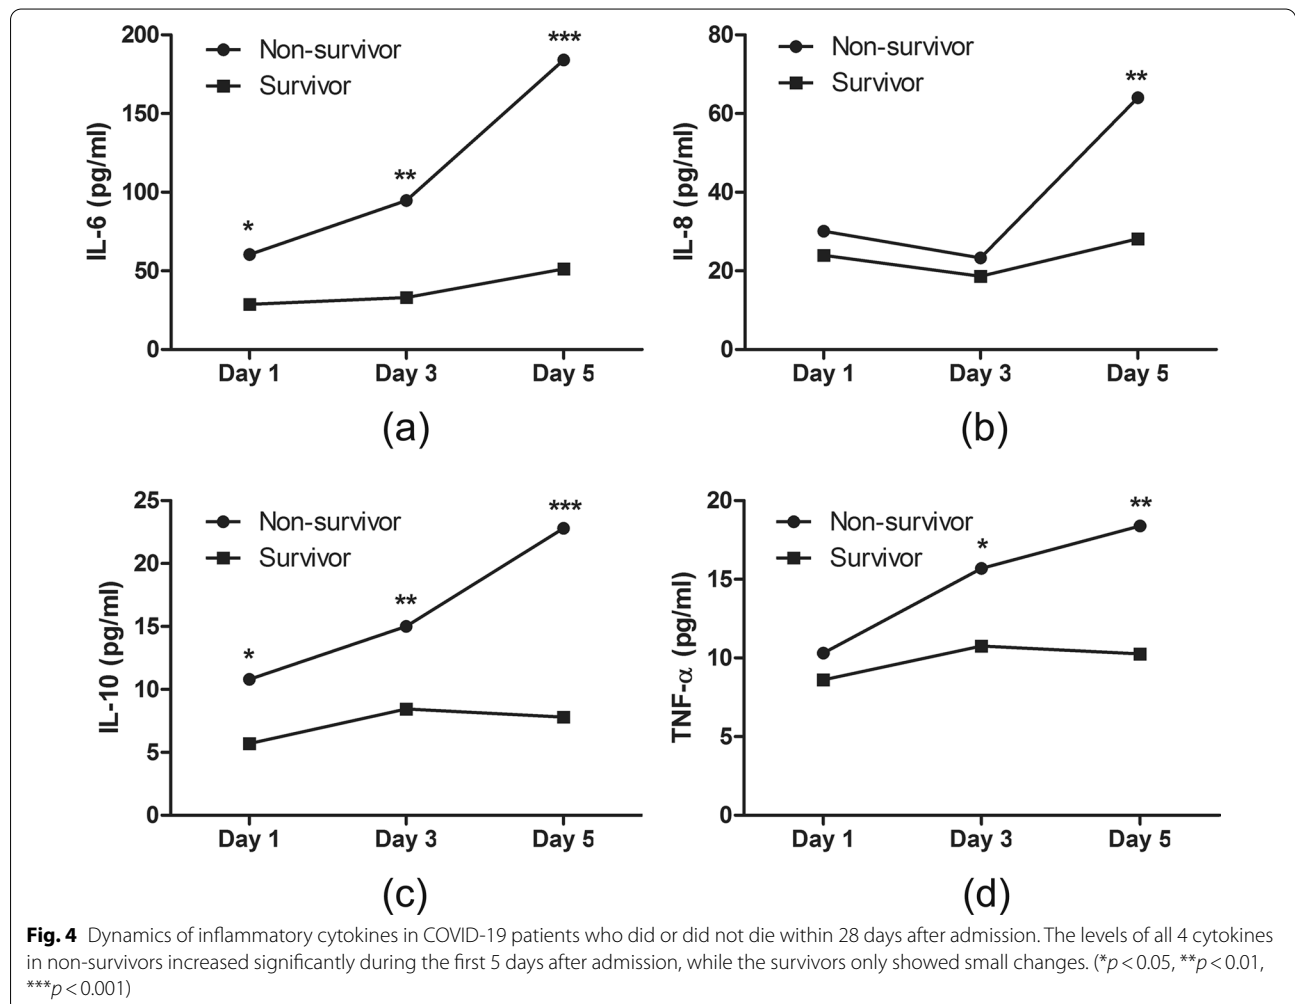 200
150
100
50
0
IL-6 (pg/ml)
Non-survivor
Survivor
*
**
***
Day 1
Day 3
Day 5
(a)
80
60
40
20
0
IL-8 (pg/ml)
Non-survivor
Survivor
**
Day 1
Day 3
Day 5
(b)
25
20
15
10
5
0
IL-10 (pg/ml)
Non-survivor
Survivor
*
**
***
Day 1
Day 3
Day 5
(c)
20
15
10
5
0
TNF-α (pg/ml)
Non-survivor
Survivor
*
**
Day 1
Day 3
Day 5
(d)
Fig. 4 Dynamics of inflammatory cytokines in COVID-19 patients who did or did not die within 28 days after admission. The levels of all 4 cytokines
in non-survivors increased significantly during the first 5 days after admission, while the survivors only showed small changes. (*p < 0.05, **p < 0.01,
***p < 0.001)